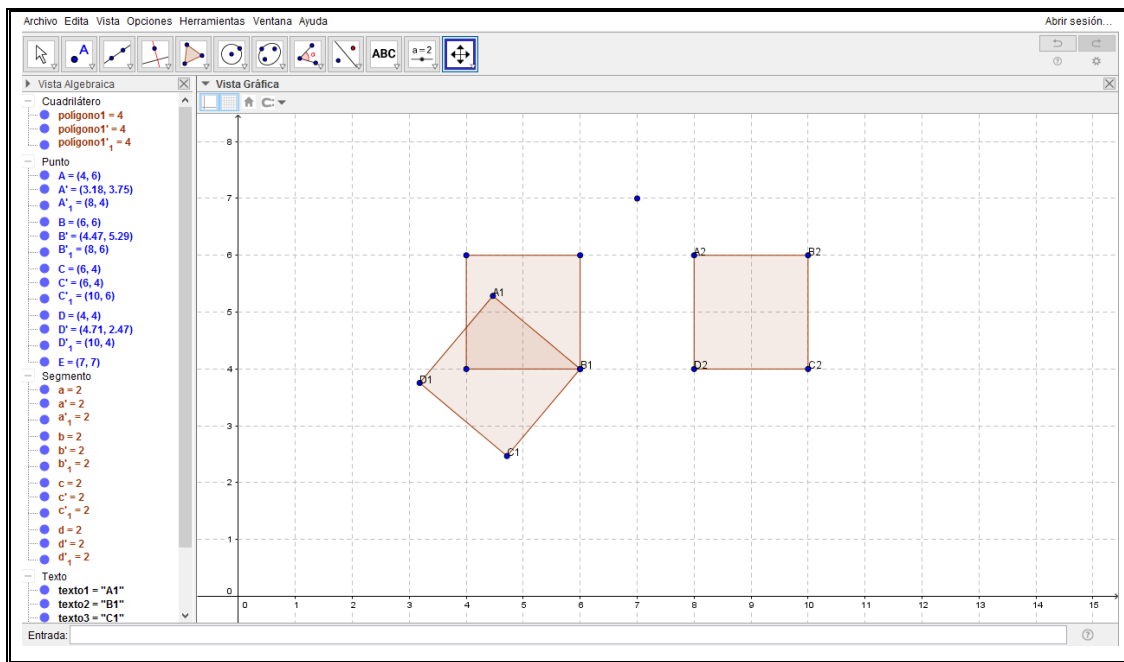 Archivo Edita Vista Opciones Herramientas Ventana Ayuda
Abrir sesión...
A
α
ABC
a=2
Vista Algebraica
Vista Gráfica
Cuadrilátero
polígono1 = 4
polígono1' = 4
polígono1'₁ = 4
Punto
A = (4, 6)
A' = (3.18, 3.75)
A'₁ = (8, 4)
B = (6, 6)
B' = (4.47, 5.29)
B'₁ = (8, 6)
C = (6, 4)
C' = (6, 4)
C'₁ = (10, 6)
D = (4, 4)
D' = (4.71, 2.47)
D'₁ = (10, 4)
E = (7, 7)
Segmento
a = 2
a' = 2
a'₁ = 2
b = 2
b' = 2
b'₁ = 2
c = 2
c' = 2
c'₁ = 2
d = 2
d' = 2
d'₁ = 2
Texto
texto1 = "A1"
texto2 = "B1"
texto3 = "C1"
8
7
6
5
4
3
2
1
0
A2 B2
A1
B1 D2 C2
D1
C1
0 1 2 3 4 5 6 7 8 9 10 11 12 13 14 15
Entrada: